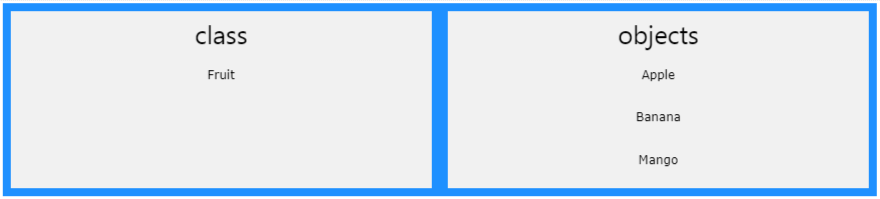 class
Fruit
objects
Apple
Banana
Mango